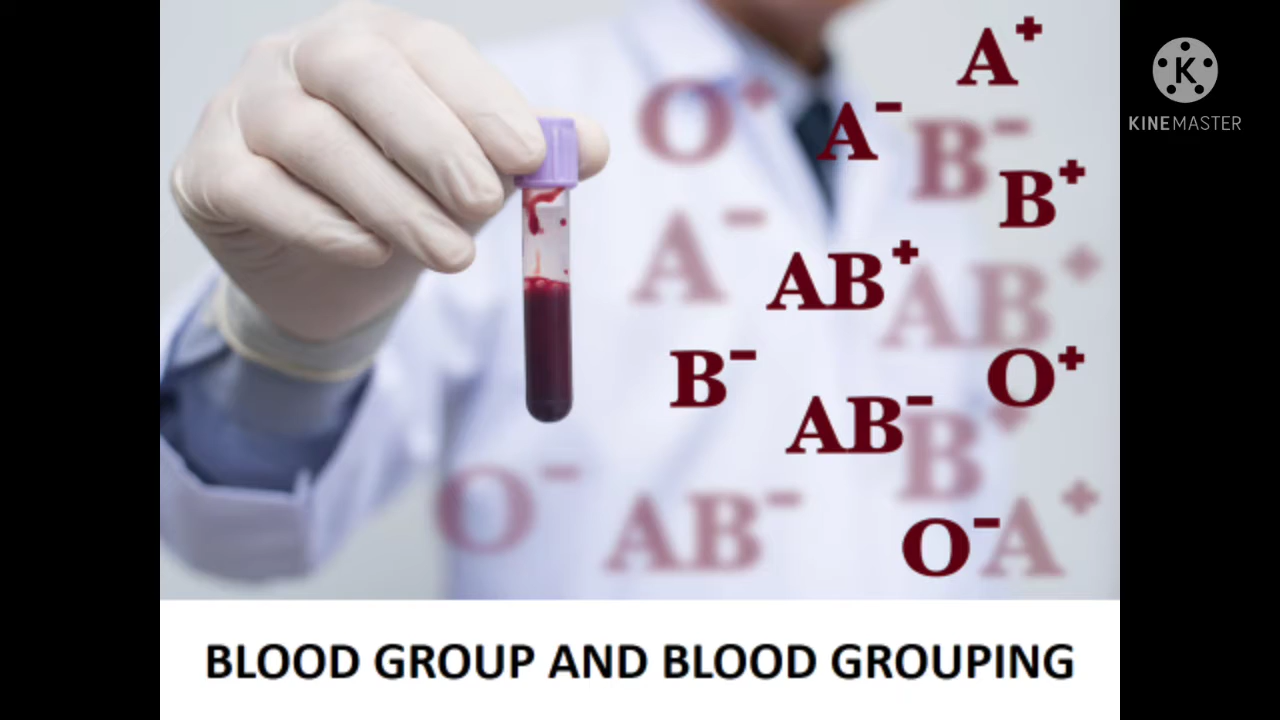 A+
O+
A-
B-
B+
A-
AB+
AB+
B-
O+
AB-
B+
O-
AB-
O-
A+
KINEMASTER
K
BLOOD GROUP AND BLOOD GROUPING